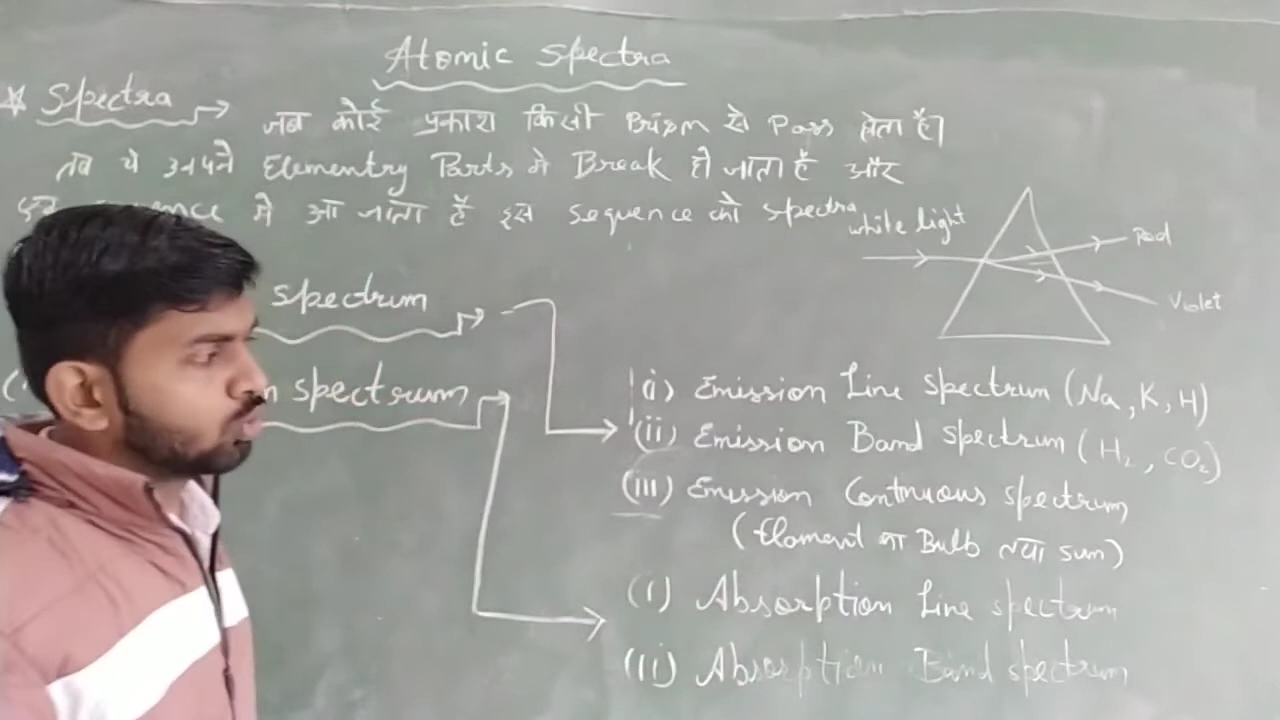 Atomic Spectra
* Spectra
जब कोई प्रकाश किसी Prism से Pass होता है।
तब ये अपने Elementry Parts मे Break हो जाता है और
मे आ जाता है इस sequence को spectra
white light
Red
Violet
spectrum
spectrum
(i) Emission Line spectrum (Na, K, H)
(ii) Emission Band spectrum (H₂, CO₂)
(iii) Emission Continuous spectrum
(Elament का Bulb तथा sum)
(i) Absorption Line spectrum
(ii) Absorption Band spectrum